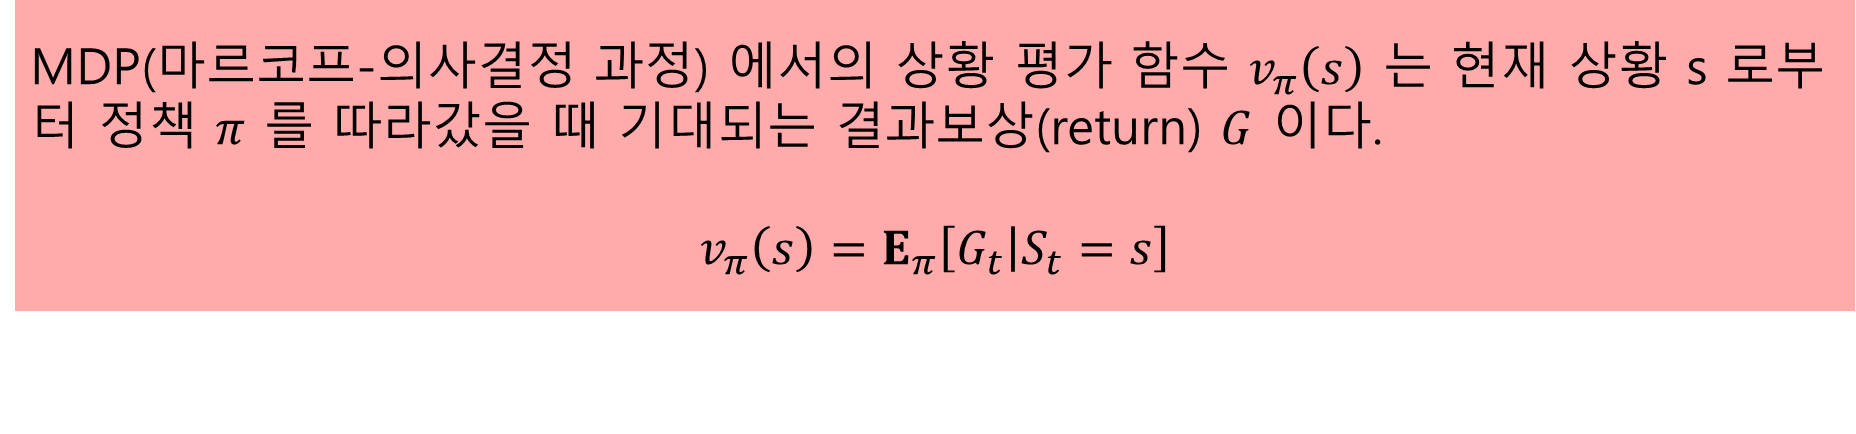 MDP(마르코프-의사결정 과정) 에서의 상황 평가 함수 𝑣𝜋(𝑠) 는 현재 상황 s 로부
터 정책 𝜋 를 따라갔을 때 기대되는 결과보상(return) 𝐺 이다.
𝑣𝜋(𝑠) = 𝐄𝜋[𝐺𝑡|𝑆𝑡 = 𝑠]